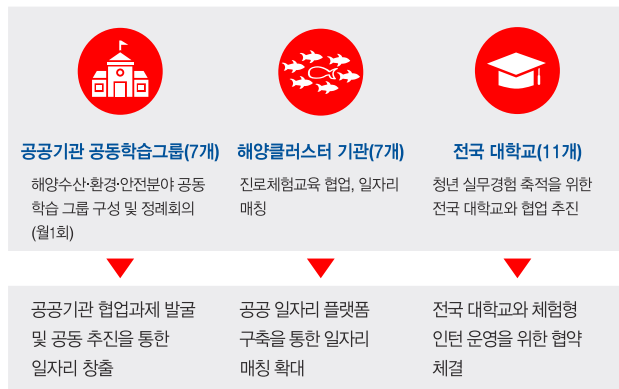 공공기관 공동학습그룹(7개)
해양수산·환경·안전분야 공동
학습 그룹 구성 및 정례회의
(월1회)
해양클러스터 기관(7개)
진로체험교육 협업, 일자리
매칭
전국 대학교(11개)
청년 실무경험 축적을 위한
전국 대학교와 협업 추진
공공기관 협업과제 발굴
및 공동 추진을 통한
일자리 창출
공공 일자리 플랫폼
구축을 통한 일자리
매칭 확대
전국 대학교와 체험형
인턴 운영을 위한 협약
체결